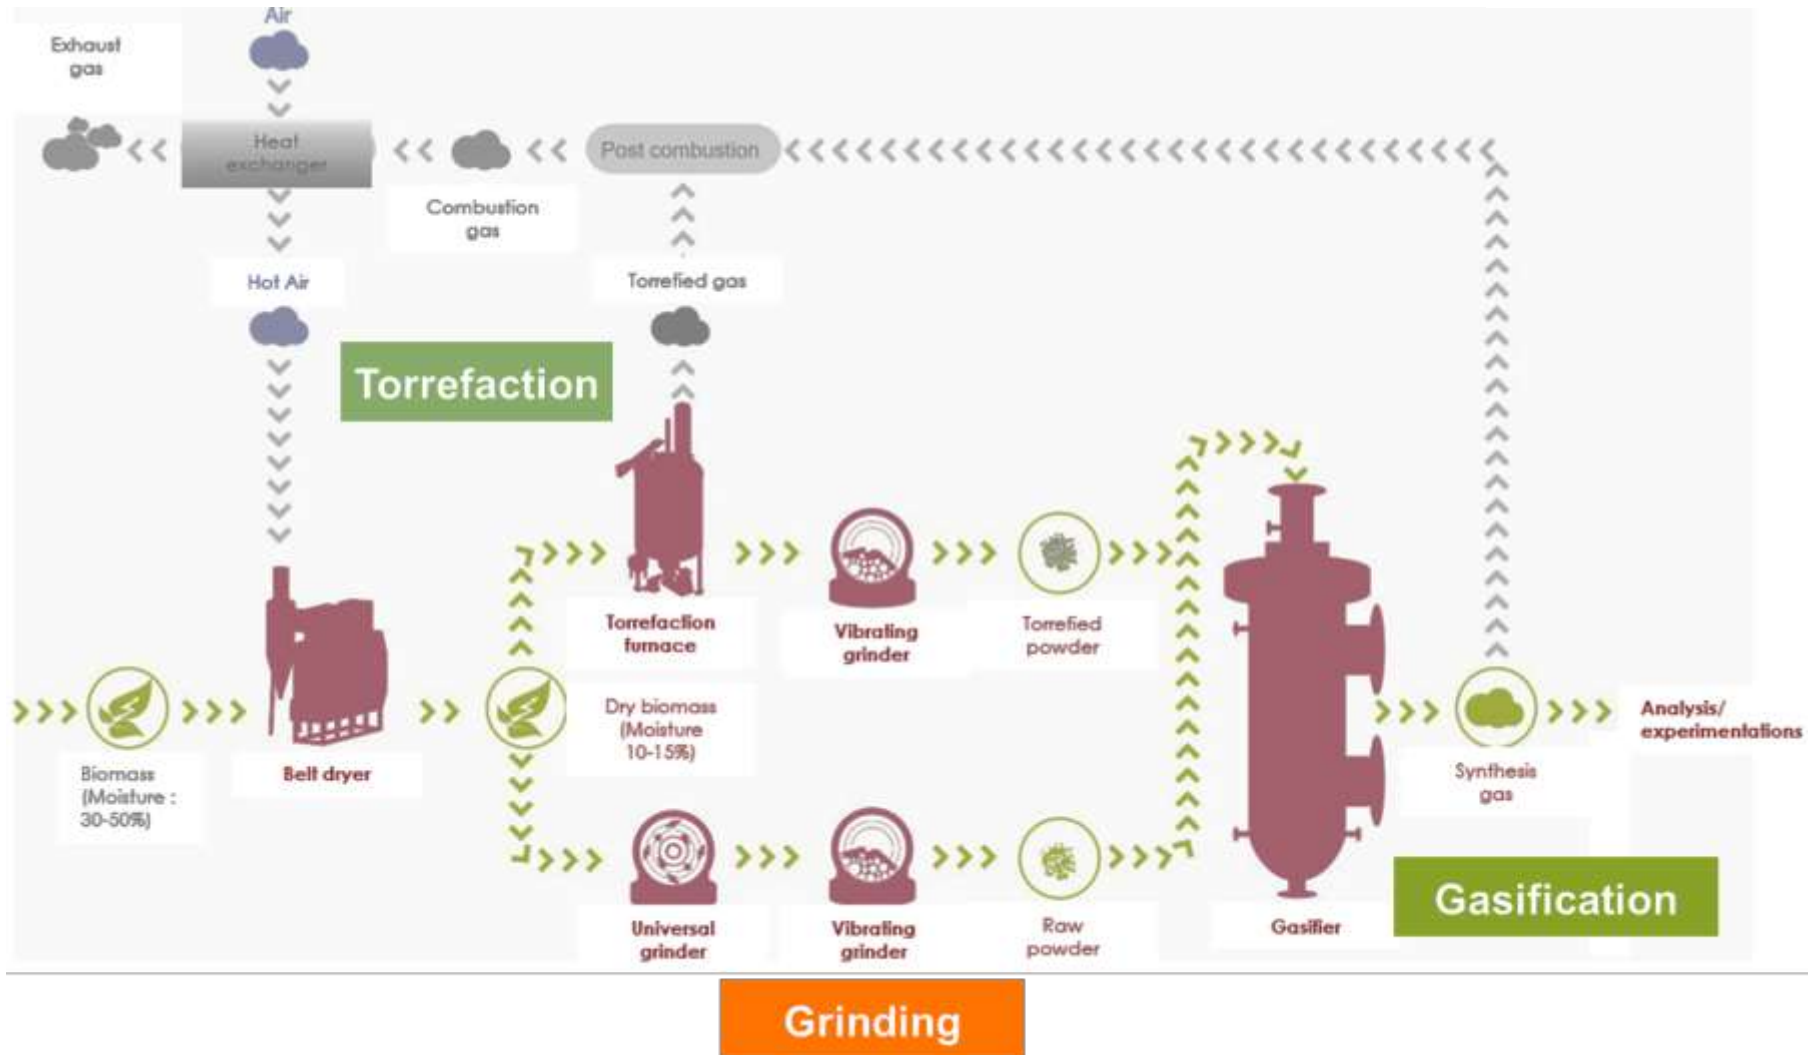 Air
Exhaust
gas
Heat
exchanger
Post combustion
Combustion
gas
Hot Air
Torrefied gas
Torrefaction
Torrefaction
furnace
Vibrating
grinder
Torrefied
powder
Dry biomass
(Moisture
10-15%)
Biomass
(Moisture :
30-50%)
Belt dryer
Analysis/
experimentations
Synthesis
gas
Universal
grinder
Vibrating
grinder
Raw
powder
Gasifier
Gasification
Grinding